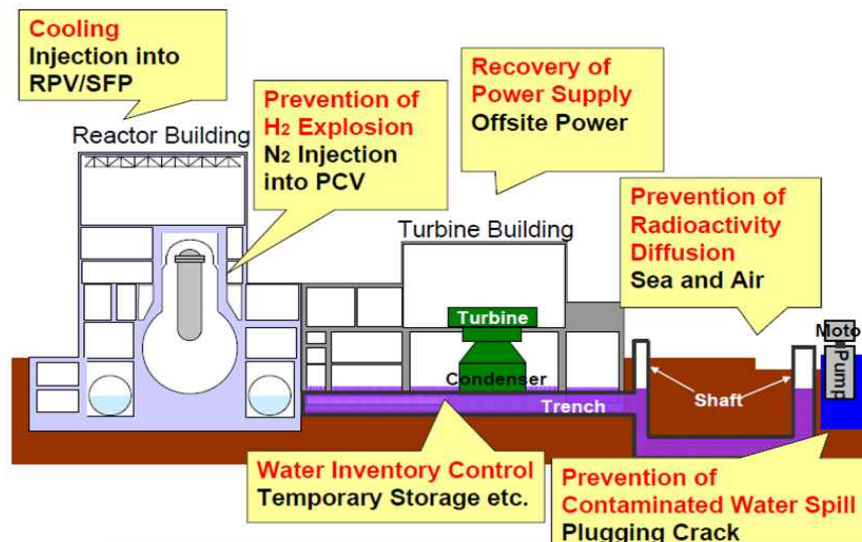 Cooling
Injection into
RPV/SFP
Prevention of
H2 Explosion
N2 Injection
into PCV
Recovery of
Power Supply
Offsite Power
Prevention of
Radioactivity
Diffusion
Sea and Air
Reactor Building
Turbine Building
Turbine
Condenser
Trench
Shaft
Moto
Pump
Water Inventory Control
Temporary Storage etc.
Prevention of
Contaminated Water Spill
Plugging Crack